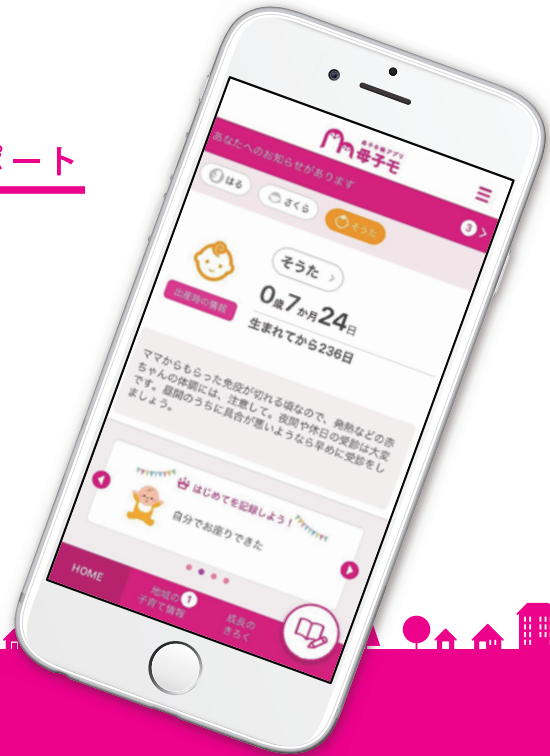 ポート
母子手帳アプリ
母子モ
あなたへのお知らせがあります
3
はる
さくら
そうた
そうた
出産時の情報
0歳7か月24日
生まれてから236日
ママからもらった免疫が切れる頃なので、発熱などの赤
ちゃんの体調には、注意して。夜間や休日の受診は大変
です。昼間のうちに具合が悪いようなら早めに受診をし
ましょう。
はじめてを記録しよう！
自分でお座りできた
HOME
地域の
子育て情報
1
成長の
きろく